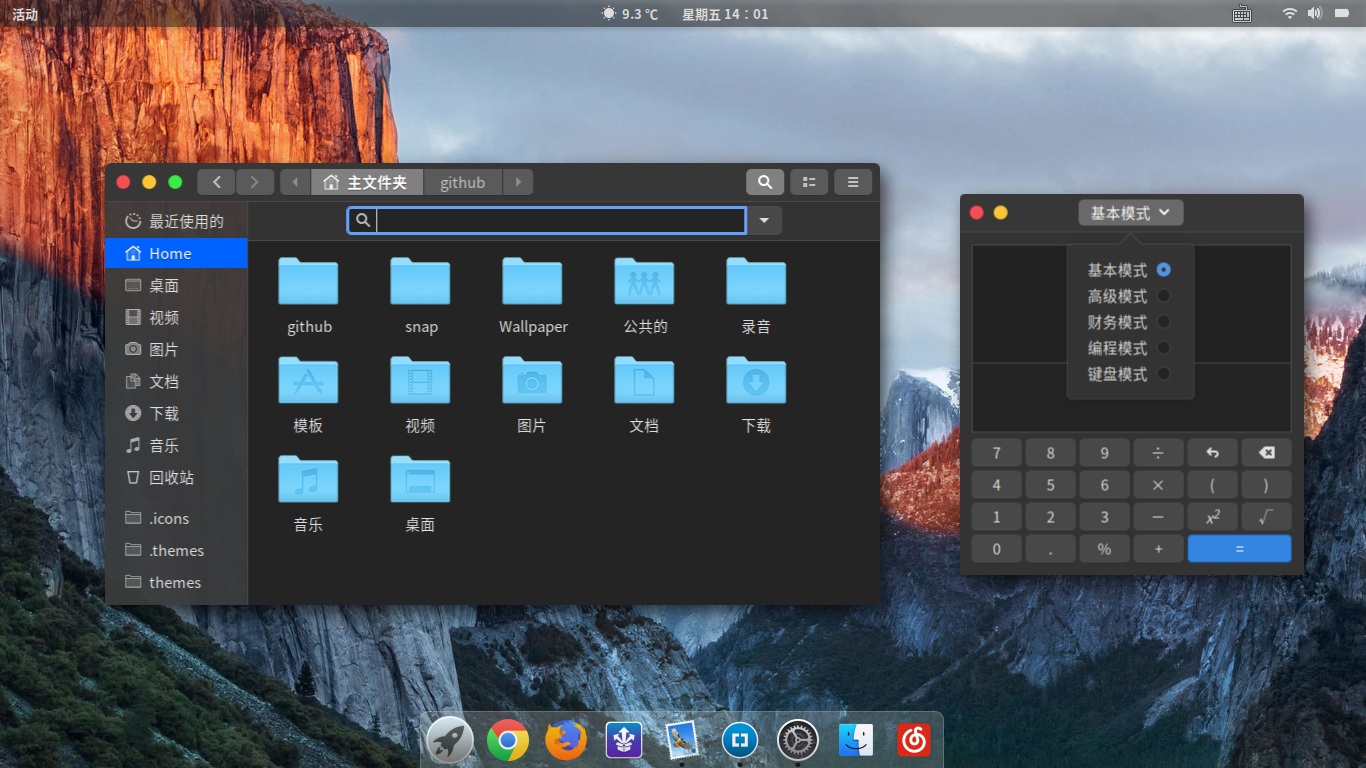 活动
9.3 ℃
星期五 14：01
主文件夹
github
最近使用的
Home
桌面
视频
图片
文档
下载
音乐
回收站
.icons
.themes
themes
github
snap
Wallpaper
公共的
录音
模板
视频
图片
文档
下载
音乐
桌面
基本模式
基本模式
高级模式
财务模式
编程模式
键盘模式
7 8 9 ÷
4 5 6 × ( )
1 2 3 − x² √
0 . % + =